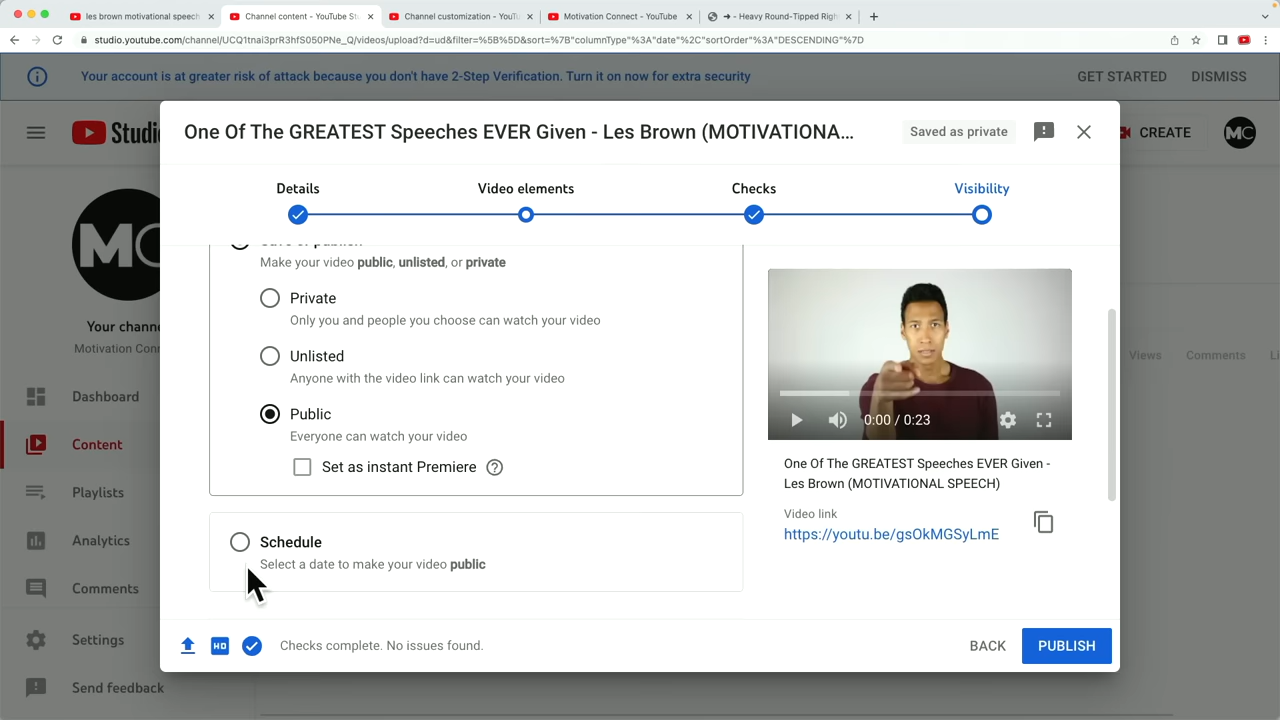 les brown motivational speech
Channel content - YouTube St
Channel customization - YouT
Motivation Connect - YouTube
➔ - Heavy Round-Tipped Righ
studio.youtube.com/channel/UCQ1tnai3prR3hfS050PNe_Q/videos/upload?d=ud&filter=%5B%5D&sort=%7B"columnType"%3A"date"%2C"sortOrder"%3A"DESCENDING"%7D
Your account is at greater risk of attack because you don't have 2-Step Verification. Turn it on now for extra security
GET STARTED
DISMISS
Studi
CREATE
MC
One Of The GREATEST Speeches EVER Given - Les Brown (MOTIVATIONA...
Saved as private
Details
Video elements
Checks
Visibility
MC
Your chann
Motivation Con
Dashboard
Content
Playlists
Analytics
Comments
Settings
Send feedback
Save or publish
Make your video public, unlisted, or private
Private
Only you and people you choose can watch your video
Unlisted
Anyone with the video link can watch your video
Public
Everyone can watch your video
Set as instant Premiere
Schedule
Select a date to make your video public
0:00 / 0:23
One Of The GREATEST Speeches EVER Given -
Les Brown (MOTIVATIONAL SPEECH)
Video link
https://youtu.be/gsOkMGSyLmE
Views
Comments
Li
HD
Checks complete. No issues found.
BACK
PUBLISH